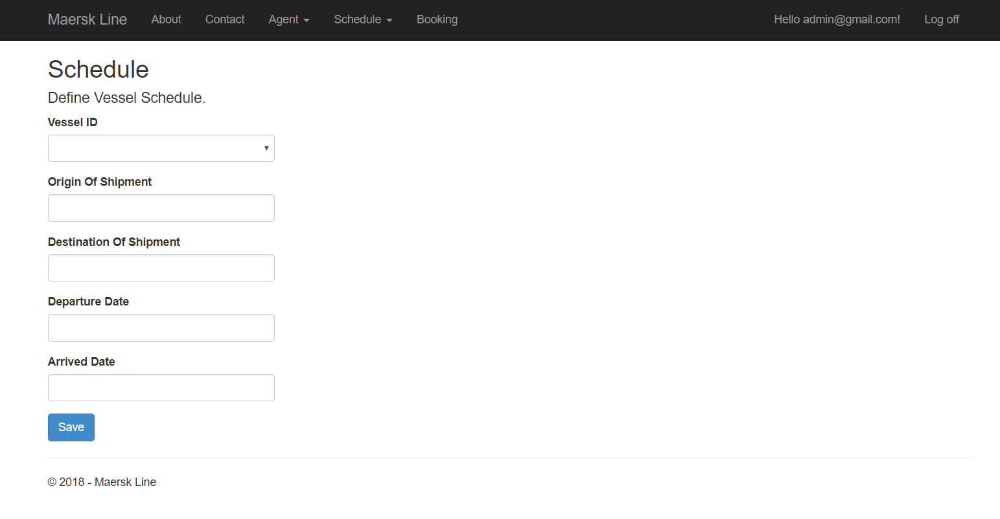 Maersk Line About Contact Agent Schedule Booking Hello admin@gmail.com! Log off
Schedule
Define Vessel Schedule.
Vessel ID
Origin Of Shipment
Destination Of Shipment
Departure Date
Arrived Date
Save
© 2018 - Maersk Line